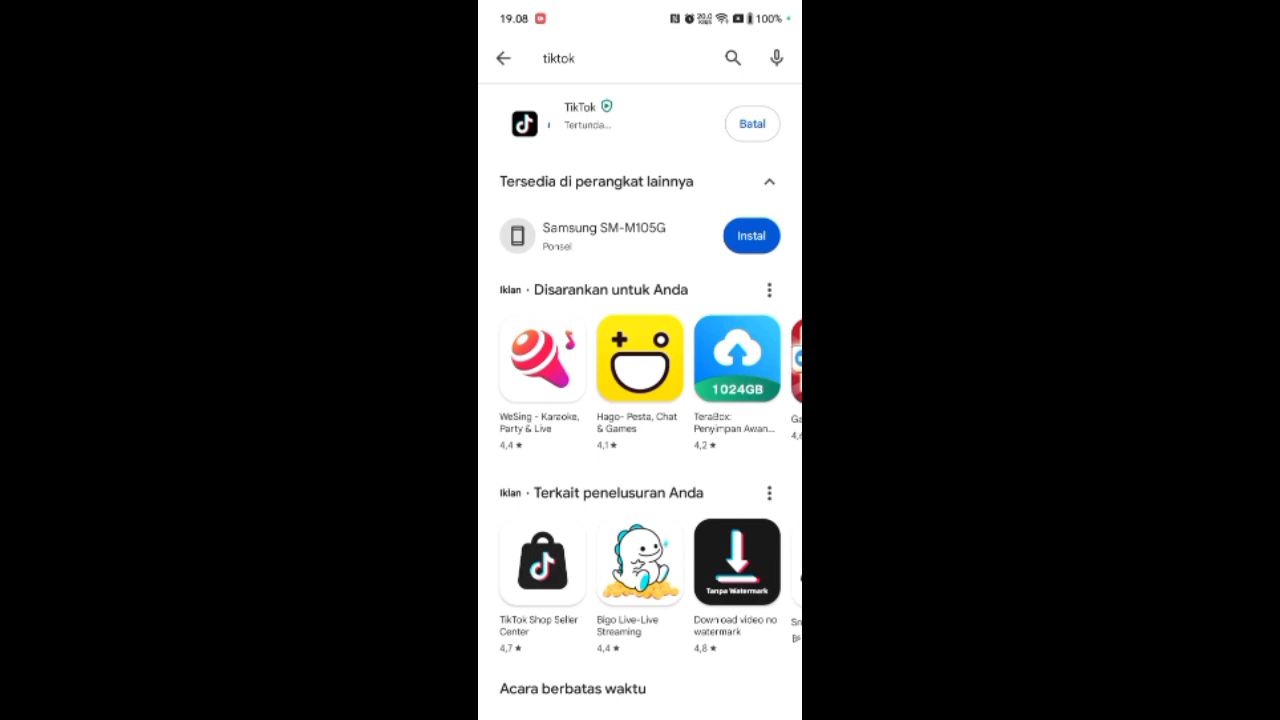 19.08
20.0 KB/S 100%
tiktok
TikTok
Tertunda...
Batal
Tersedia di perangkat lainnya
Samsung SM-M105G
Ponsel
Instal
Iklan · Disarankan untuk Anda
1024GB
WeSing - Karaoke,
Party & Live
4,4 ★
Hago- Pesta, Chat
& Games
4,1 ★
TeraBox:
Penyimpan Awan...
4,2 ★
Iklan · Terkait penelusuran Anda
Tanpa Watermark
TikTok Shop Seller
Center
4,7 ★
Bigo Live-Live
Streaming
4,4 ★
Download video no
watermark
4,8 ★
Acara berbatas waktu